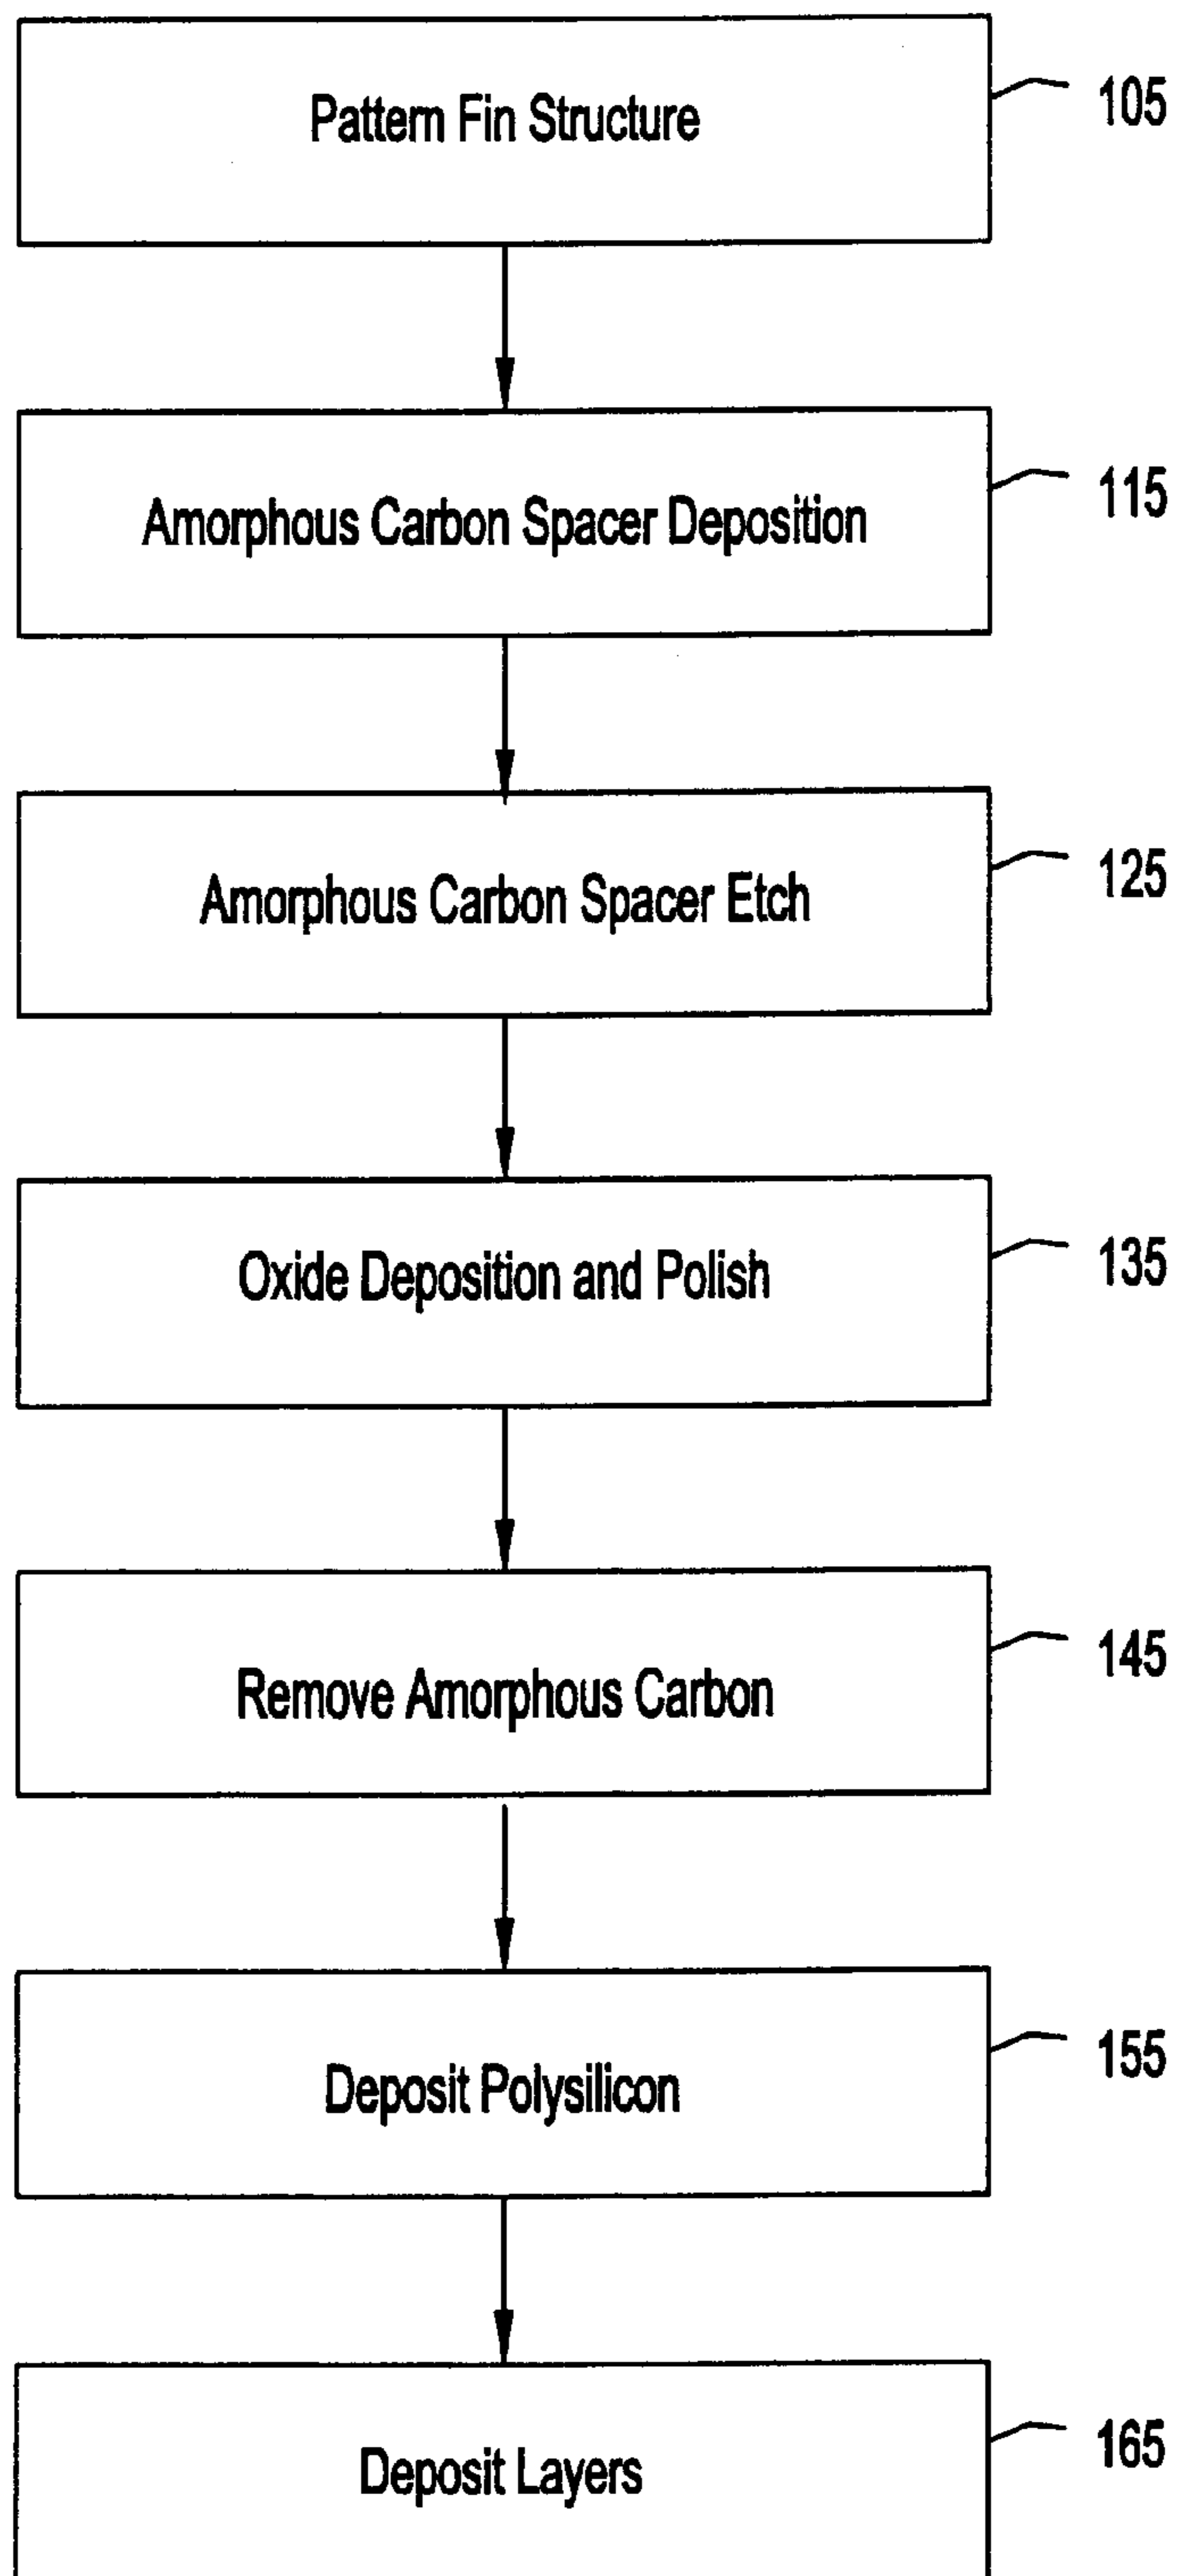 Pattern Fin Structure
105
Amorphous Carbon Spacer Deposition
115
Amorphous Carbon Spacer Etch
125
Oxide Deposition and Polish
135
Remove Amorphous Carbon
145
Deposit Polysilicon
155
Deposit Layers
165